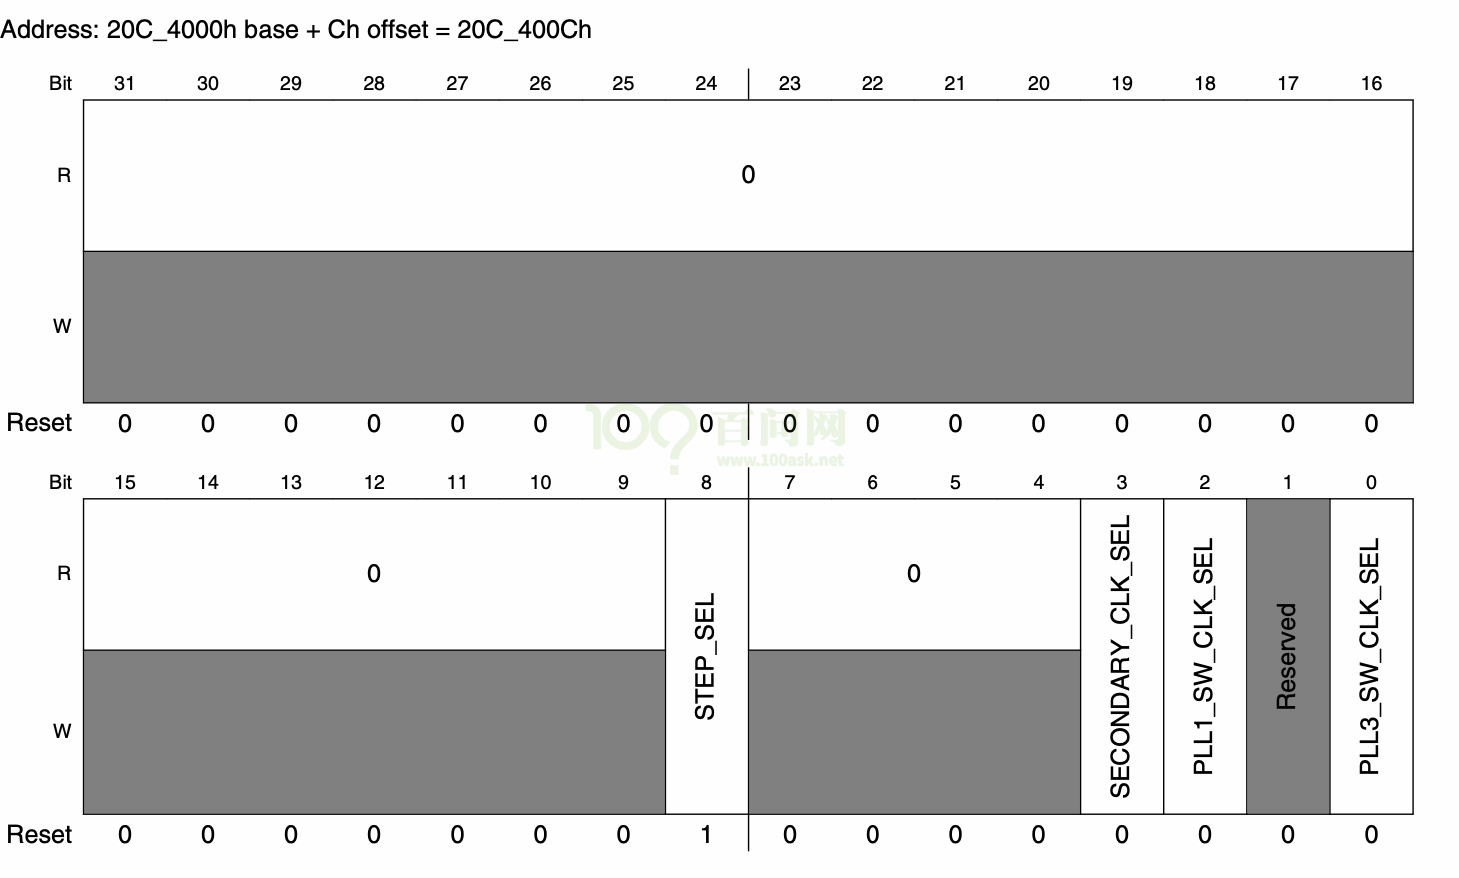 Address: 20C_4000h base + Ch offset = 20C_400Ch
Bit 31 30 29 28 27 26 25 24 23 22 21 20 19 18 17 16
R 0
W
Reset 0 0 0 0 0 0 0 0 0 0 0 0 0 0 0 0
100? 百问网
www.100ask.net
Bit 15 14 13 12 11 10 9 8 7 6 5 4 3 2 1 0
R 0 STEP_SEL 0 SECONDARY_CLK_SEL PLL1_SW_CLK_SEL Reserved PLL3_SW_CLK_SEL
W
Reset 0 0 0 0 0 0 0 1 0 0 0 0 0 0 0 0